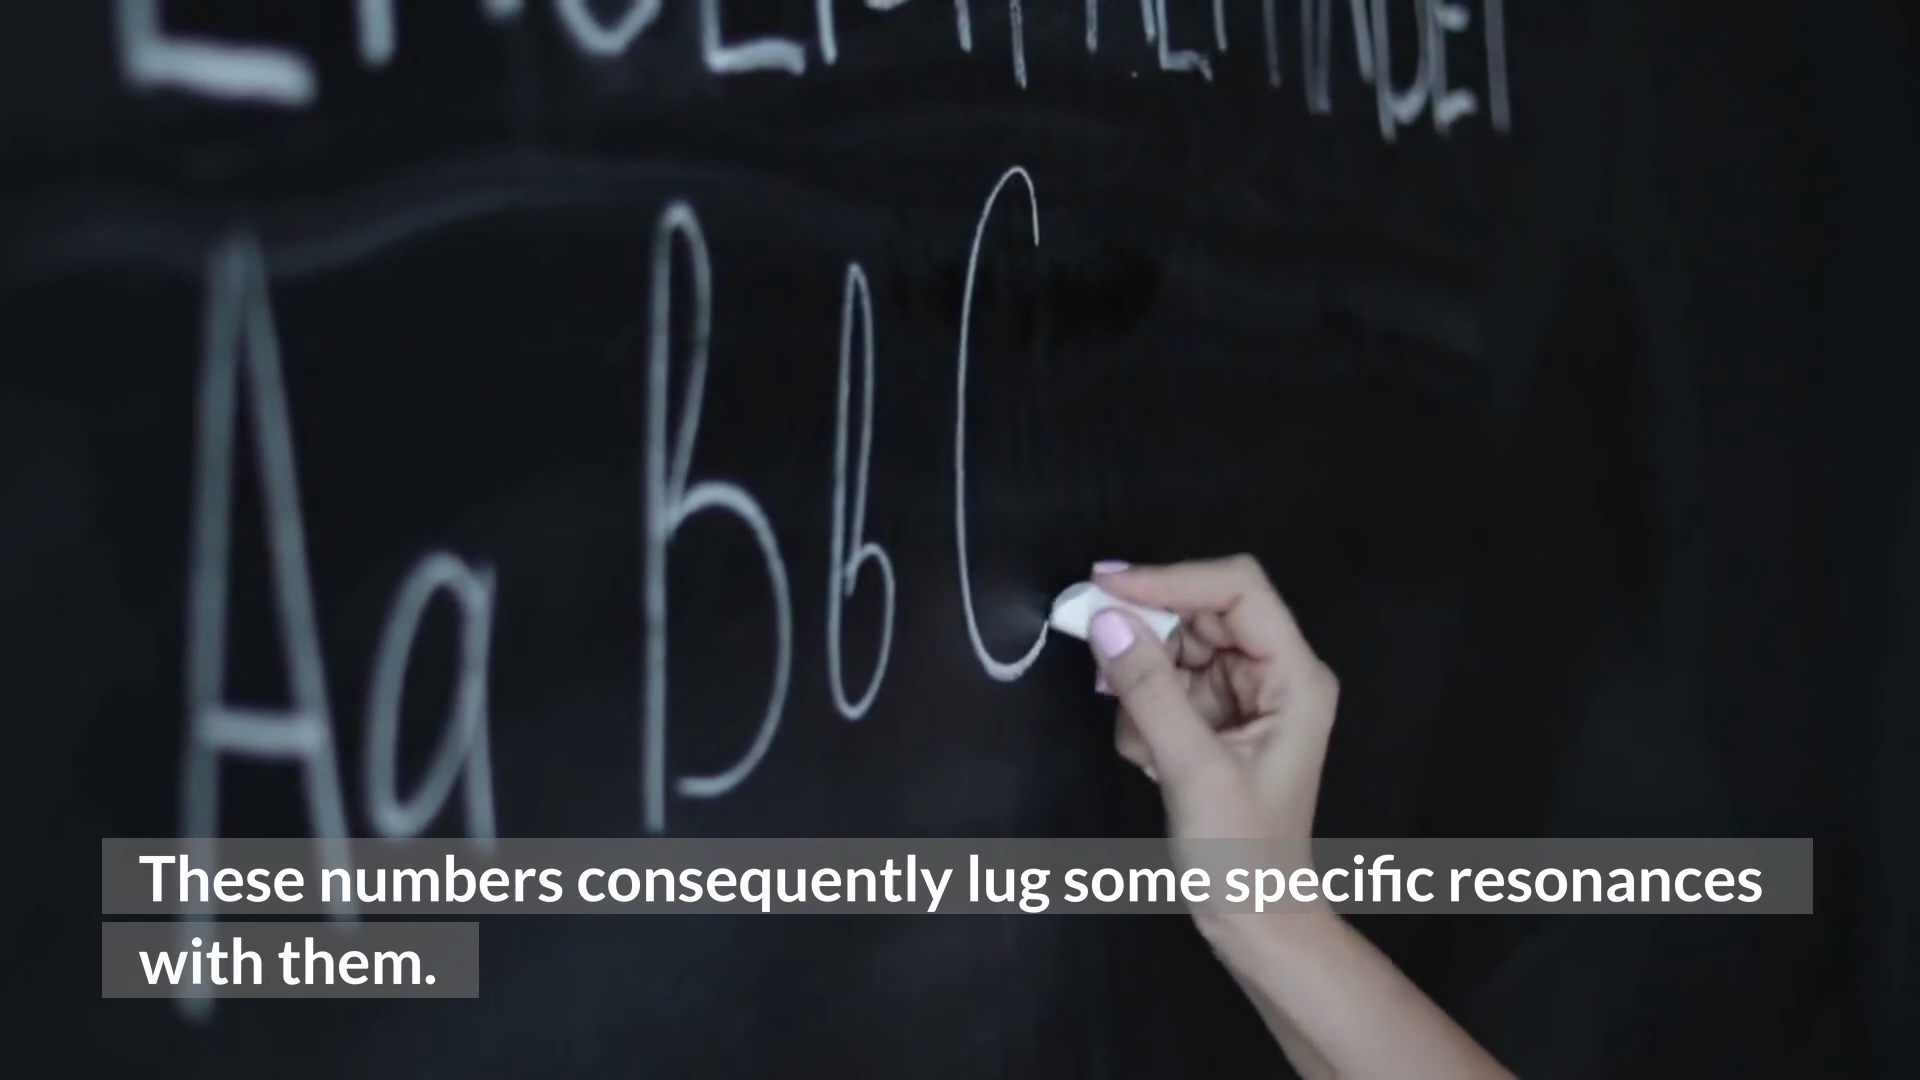 Aa Bb C
These numbers consequently lug some specific resonances
with them.